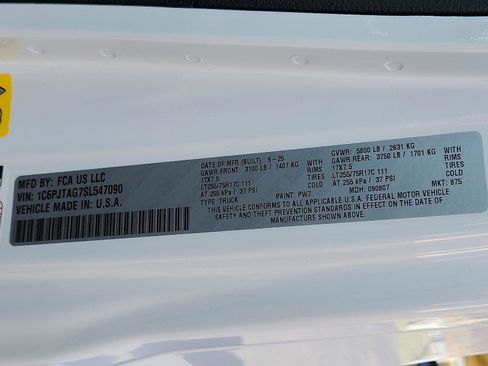 MFD BY: FCA US LLC
VIN: 1C6PJTAG7SL547090
VEHICLE MADE IN: U.S.A.
DATE OF MFR (BUILT): 9-25
GAWR FRONT: 3100 LB / 1407 KG WITH
17X7.5 RIMS
LT255/75R17C 111 TIRES
AT 255 kPa / 37 PSI
TYPE: TRUCK PAINT: PW7
GVWR: 5800 LB / 2631 KG
GAWR REAR: 3750 LB / 1701 KG WITH
17X7.5 RIMS
LT255/75R17C 111 TIRES
AT 255 kPa / 37 PSI
MDH: 090807 MKT: 875
THIS VEHICLE CONFORMS TO ALL APPLICABLE U.S.A. FEDERAL MOTOR VEHICLE
SAFETY AND THEFT PREVENTION STANDARDS IN EFFECT ON THE DATE OF MANUFACTURE